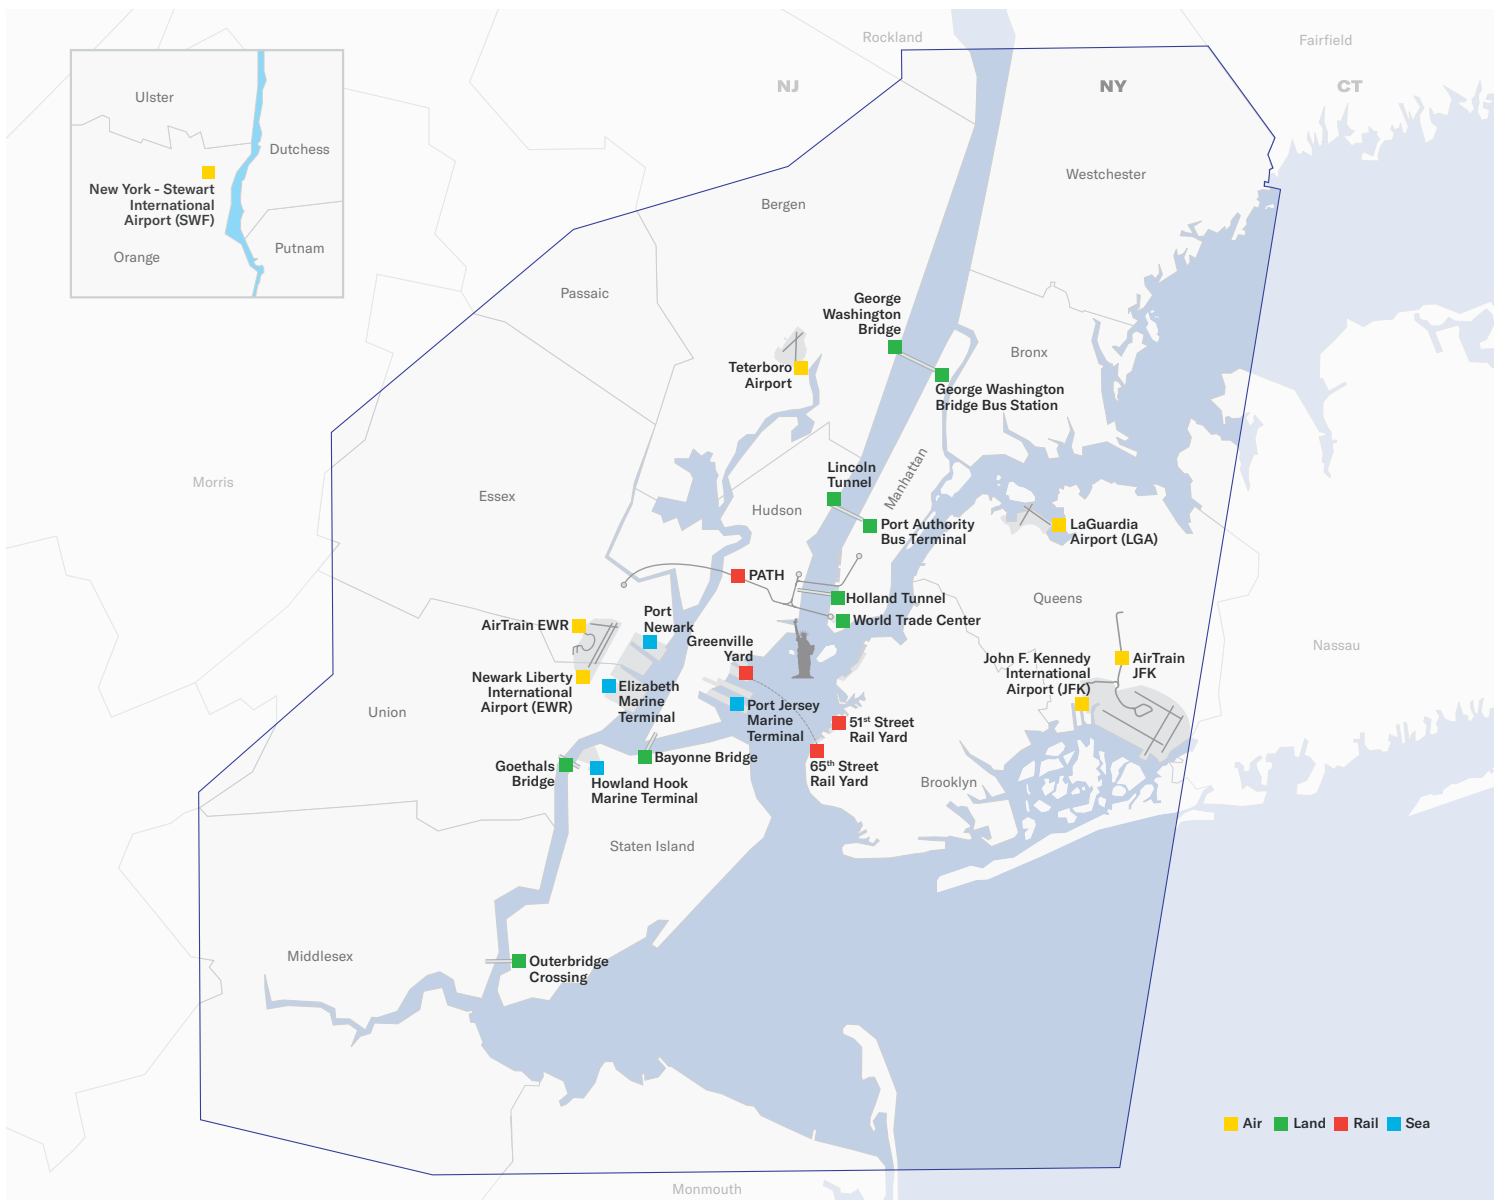 Rockland
Fairfield
NJ
NY
CT
Ulster
Dutchess
New York - Stewart
International
Airport (SWF)
Orange
Putnam
Westchester
Bergen
Passaic
George
Washington
Bridge
Bronx
Teterboro
Airport
George Washington
Bridge Bus Station
Morris
Essex
Lincoln
Tunnel
Manhattan
Hudson
Port Authority
Bus Terminal
LaGuardia
Airport (LGA)
PATH
Holland Tunnel
Queens
World Trade Center
Port
Newark
AirTrain EWR
Greenville
Yard
Nassau
John F. Kennedy
International
Airport (JFK)
AirTrain
JFK
Newark Liberty
International
Airport (EWR)
Elizabeth
Marine
Terminal
Port Jersey
Marine
Terminal
Union
51st Street
Rail Yard
Bayonne Bridge
65th Street
Rail Yard
Goethals
Bridge
Howland Hook
Marine Terminal
Brooklyn
Staten Island
Middlesex
Outerbridge
Crossing
Air
Land
Rail
Sea
Monmouth